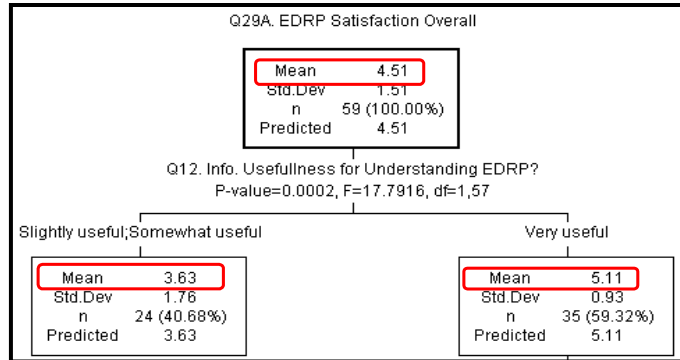 Q29A. EDRP Satisfaction Overall
Mean 4.51
Std.Dev 1.51
n 59 (100.00%)
Predicted 4.51
Q12. Info. Usefullness for Understanding EDRP?
P-value=0.0002, F=17.7916, df=1,57
Slightly useful;Somewhat useful
Very useful
Mean 3.63
Std.Dev 1.76
n 24 (40.68%)
Predicted 3.63
Mean 5.11
Std.Dev 0.93
n 35 (59.32%)
Predicted 5.11